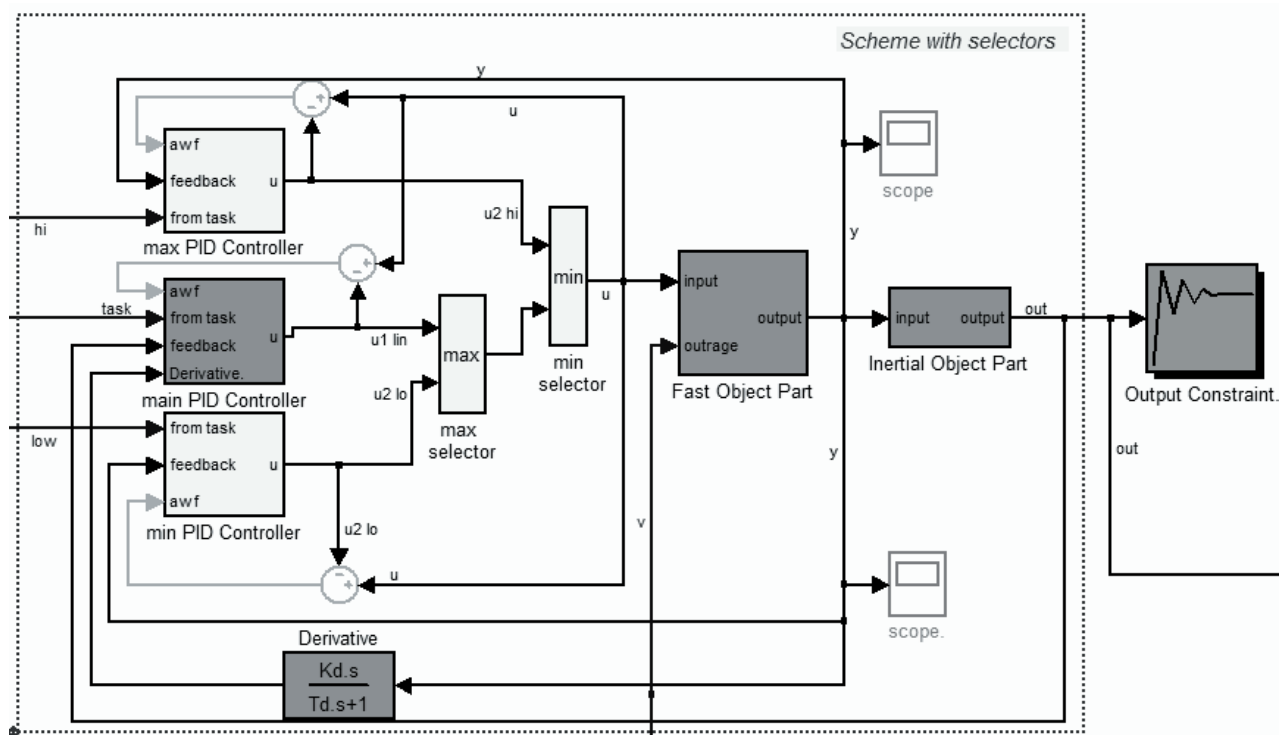 Scheme with selectors
y
- +
u
awf
feedback
u
from task
hi
max PID Controller
u2 hi
scope
y
- +
min
u
min
selector
input
output
outrage
Fast Object Part
input
output
Inertial Object Part
out
Output Constraint.
out
awf
task
from task
feedback
u
Derivative.
main PID Controller
u1 lin
max
u2 lo
max
selector
low
from task
feedback
u
awf
min PID Controller
u2 lo
v
y
u
- +
scope.
Derivative
Kd.s
Td.s+1